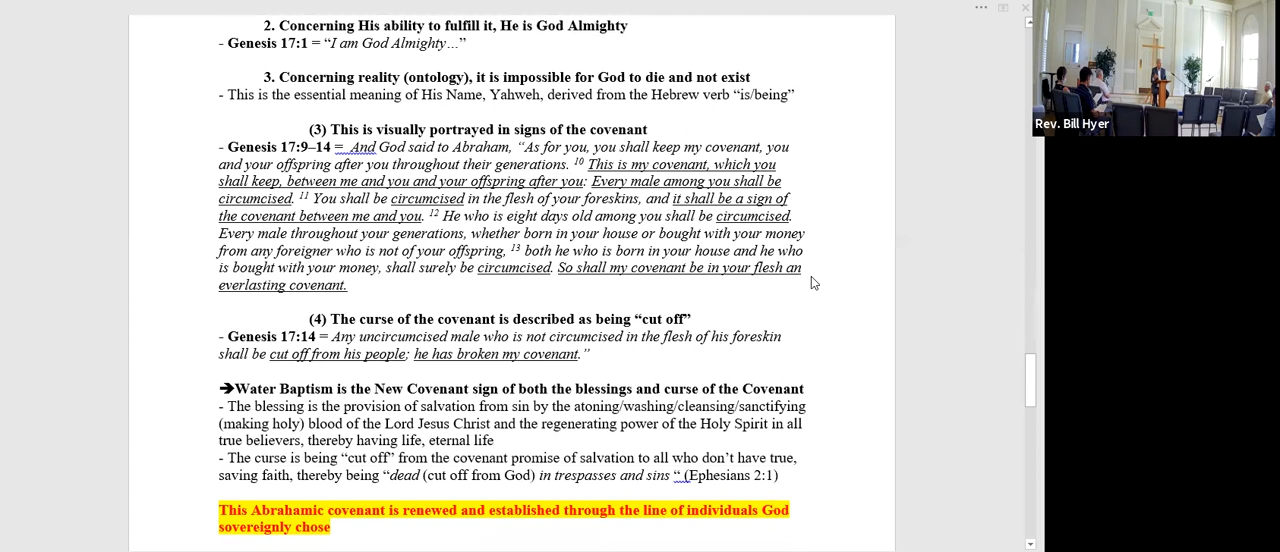 2. Concerning His ability to fulfill it, He is God Almighty
- Genesis 17:1 = “I am God Almighty…”
3. Concerning reality (ontology), it is impossible for God to die and not exist
- This is the essential meaning of His Name, Yahweh, derived from the Hebrew verb “is/being”
(3) This is visually portrayed in signs of the covenant
- Genesis 17:9–14 = And God said to Abraham, “As for you, you shall keep my covenant, you
and your offspring after you throughout their generations. 10 This is my covenant, which you
shall keep, between me and you and your offspring after you: Every male among you shall be
circumcised. 11 You shall be circumcised in the flesh of your foreskins, and it shall be a sign of
the covenant between me and you. 12 He who is eight days old among you shall be circumcised.
Every male throughout your generations, whether born in your house or bought with your money
from any foreigner who is not of your offspring, 13 both he who is born in your house and he who
is bought with your money, shall surely be circumcised. So shall my covenant be in your flesh an
everlasting covenant.
(4) The curse of the covenant is described as being “cut off”
- Genesis 17:14 = Any uncircumcised male who is not circumcised in the flesh of his foreskin
shall be cut off from his people; he has broken my covenant.”
➔Water Baptism is the New Covenant sign of both the blessings and curse of the Covenant
- The blessing is the provision of salvation from sin by the atoning/washing/cleansing/sanctifying
(making holy) blood of the Lord Jesus Christ and the regenerating power of the Holy Spirit in all
true believers, thereby having life, eternal life
- The curse is being “cut off” from the covenant promise of salvation to all who don’t have true,
saving faith, thereby being “dead (cut off from God) in trespasses and sins “ (Ephesians 2:1)
This Abrahamic covenant is renewed and established through the line of individuals God
sovereignly chose
Rev. Bill Hyer